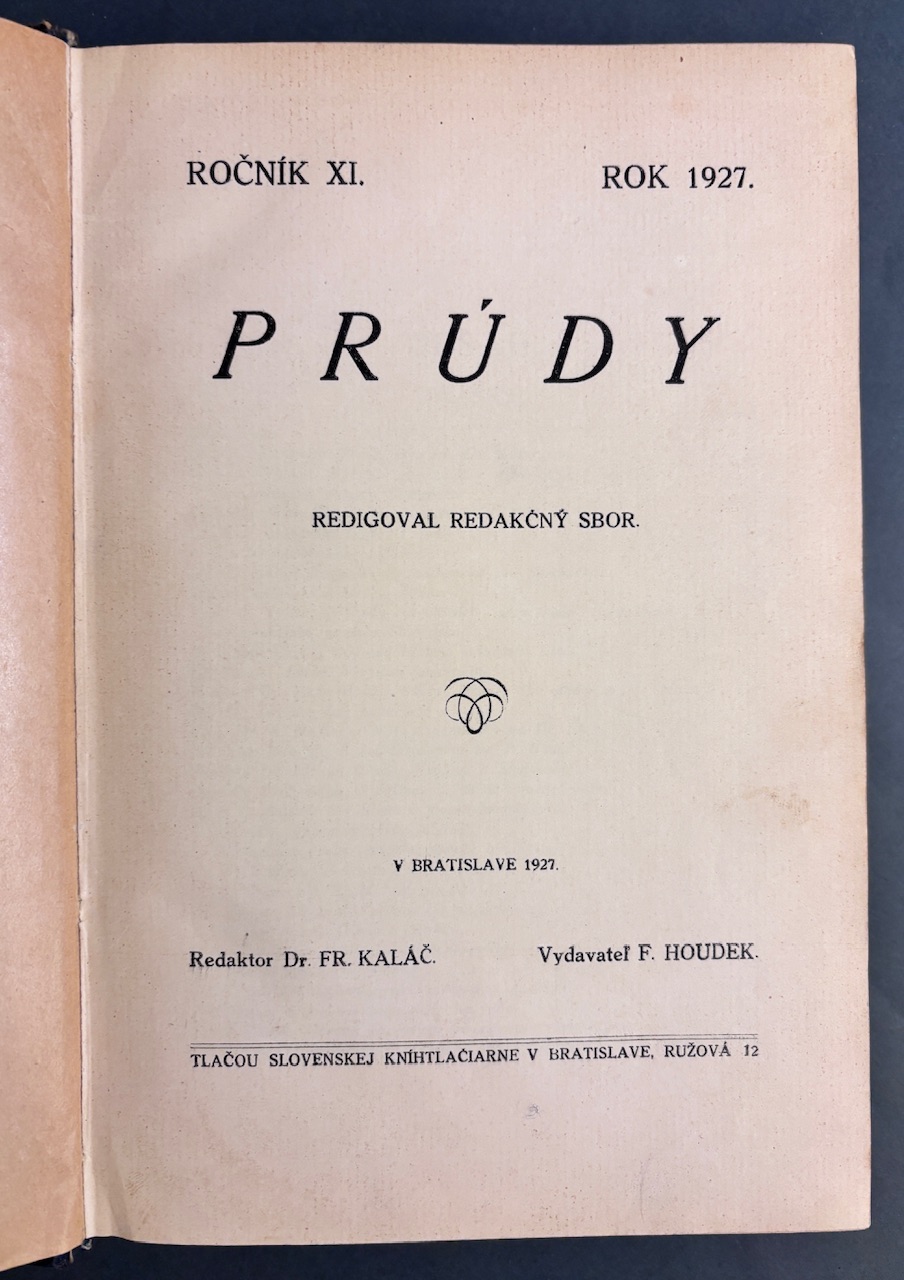 ROČNÍK XI. ROK 1927.
PRÚDY
REDIGOVAL REDAKČNÝ SBOR.
V BRATISLAVE 1927.
Redaktor Dr. FR. KALÁČ. Vydavateľ F. HOUDEK.
TLAČOU SLOVENSKEJ KNÍHTLAČIARNE V BRATISLAVE, RUŽOVÁ 12